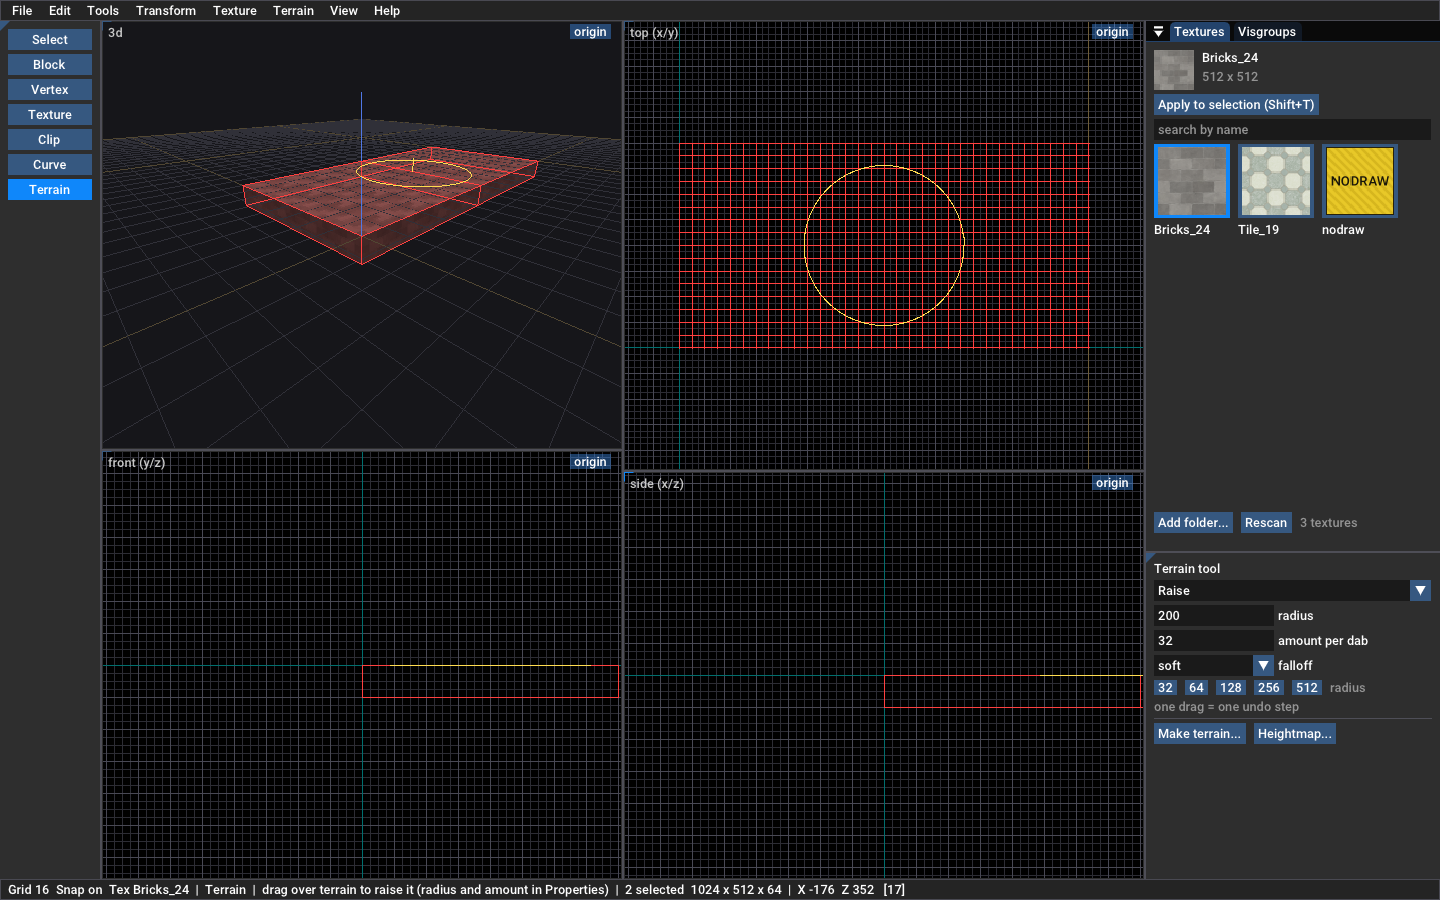 File Edit Tools Transform Texture Terrain View Help
Select
Block
Vertex
Texture
Clip
Curve
Terrain
3d
origin
top (x/y)
origin
front (y/z)
origin
side (x/z)
origin
Textures Visgroups
Bricks_24
512 x 512
Apply to selection (Shift+T)
search by name
NODRAW
Bricks_24 Tile_19 nodraw
Add folder... Rescan 3 textures
Terrain tool
Raise
200 radius
32 amount per dab
soft falloff
32 64 128 256 512 radius
one drag = one undo step
Make terrain... Heightmap...
Grid 16 Snap on Tex Bricks_24 | Terrain | drag over terrain to raise it (radius and amount in Properties) | 2 selected 1024 x 512 x 64 | X -176 Z 352 [17]